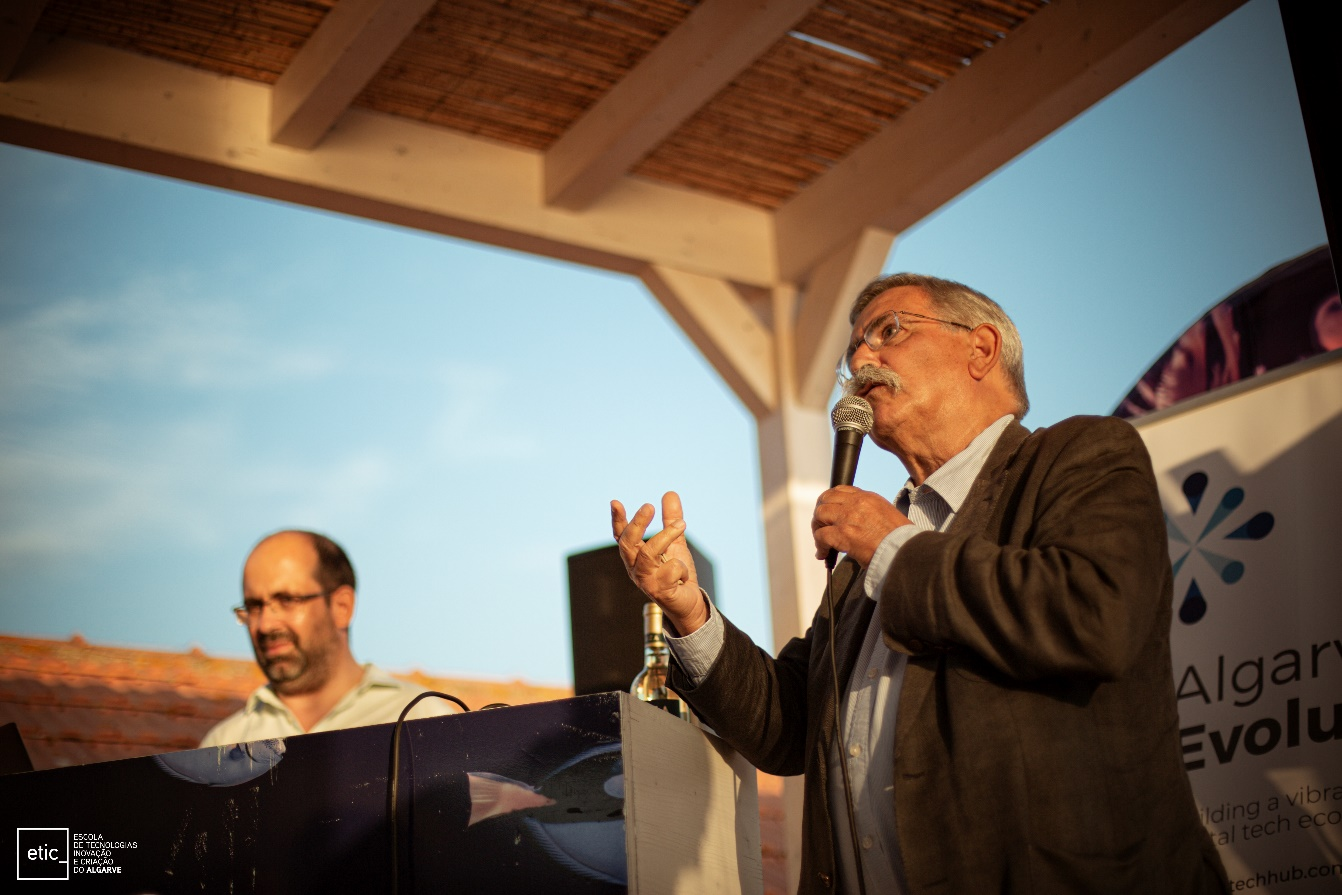 Algarv
Evolu
ilding a vibra
tal tech eco
techhub.com
etic_
ESCOLA
DE TECNOLOGIAS
INOVAÇÃO
E CRIAÇÃO
DO ALGARVE